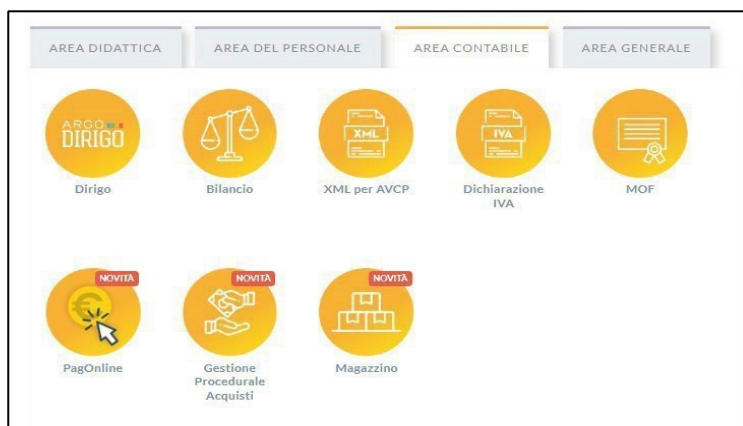 AREA DIDATTICA
AREA DEL PERSONALE
AREA CONTABILE
AREA GENERALE
ARGO
DIRIGO
XML
IVA
Dirigo
Bilancio
XML per AVCP
Dichiarazione
IVA
MOF
NOVITÀ
NOVITÀ
NOVITÀ
€
PagOnline
Gestione
Procedurale
Acquisti
Magazzino